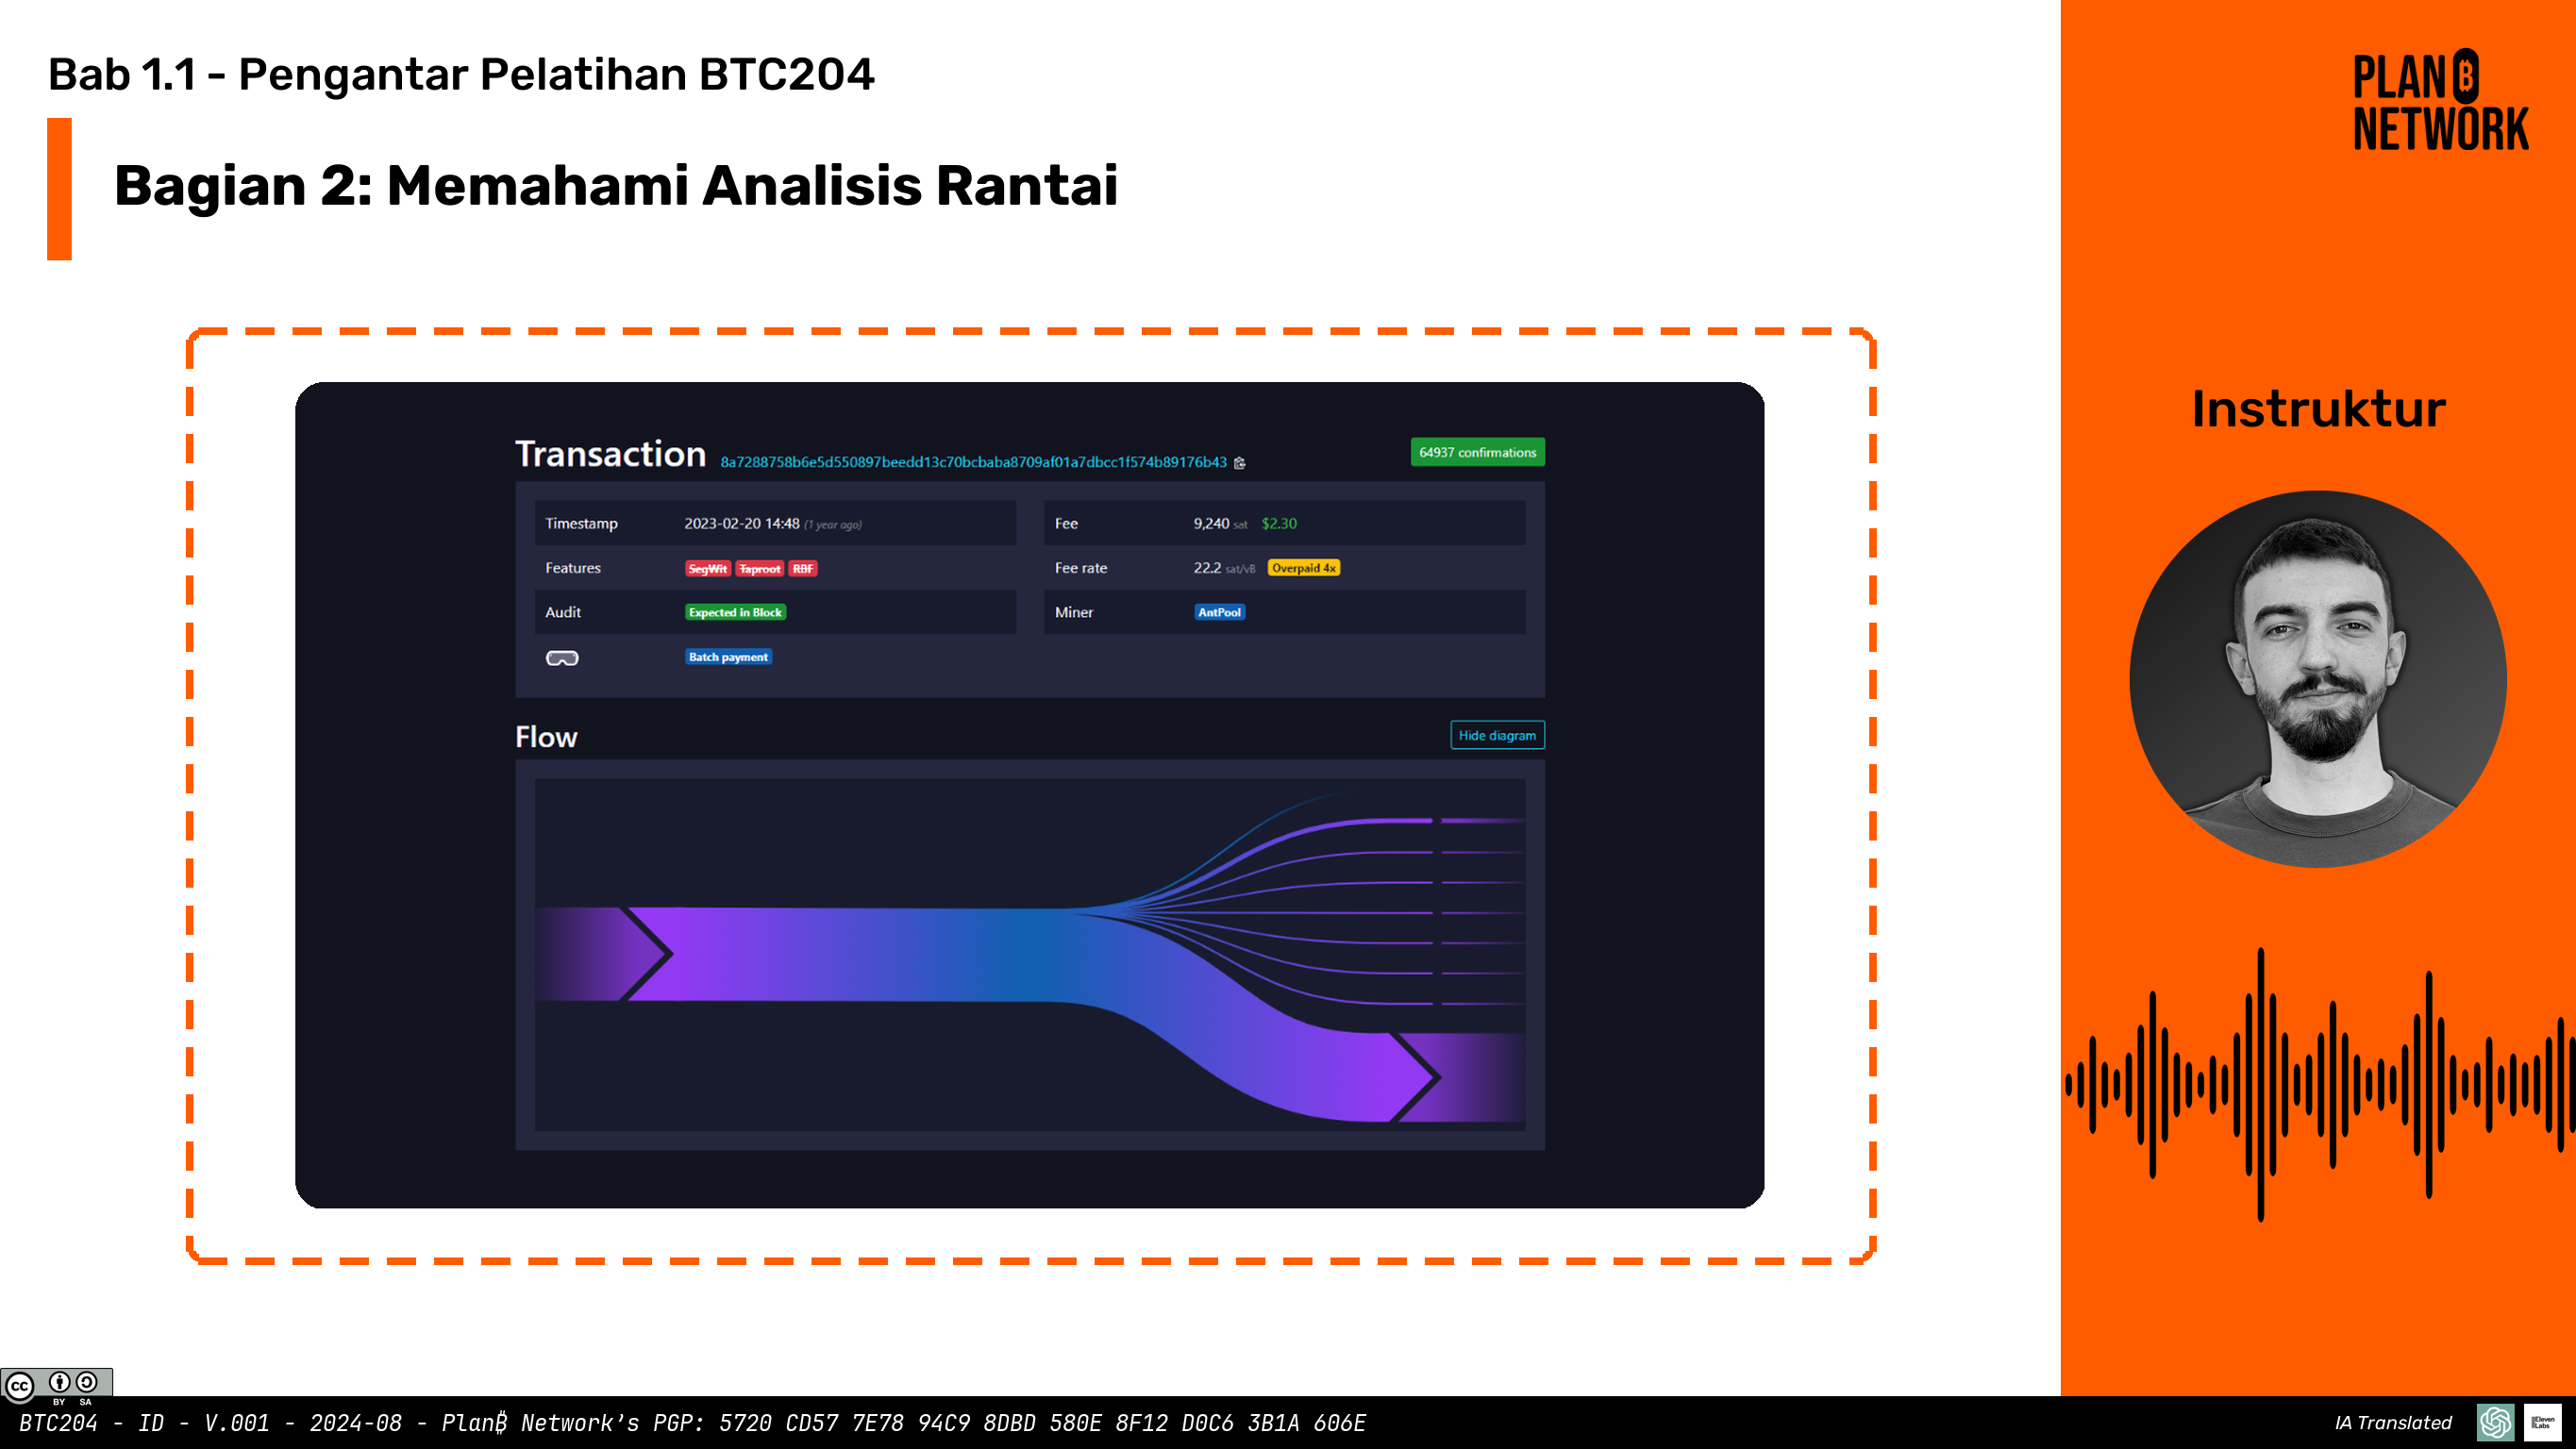 Bab 1.1 - Pengantar Pelatihan BTC204
Bagian 2: Memahami Analisis Rantai
PLAN B
NETWORK
Instruktur
Transaction 8a7288758b6e5d550897beedd13c70bcbaba8709af01a7dbcc1f574b89176b43 64937 confirmations
Timestamp 2023-02-20 14:48 (1 year ago)
Features SegWit Taproot RBF
Audit Expected in Block
Batch payment
Fee 9,240 sat $2.30
Fee rate 22.2 sat/vB Overpaid 4x
Miner AntPool
Flow Hide diagram
cc BY SA
BTC204 - ID - V.001 - 2024-08 - Plan₿ Network's PGP: 5720 CD57 7E78 94C9 8DBD 580E 8F12 D0C6 3B1A 606E
IA Translated
ElevenLabs